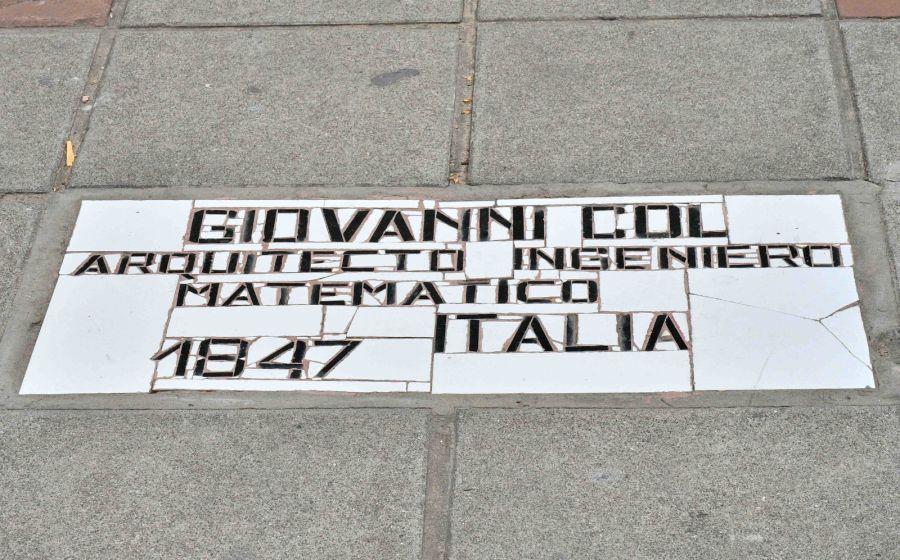 GIOVANNI COL
ARQUITECTO INGENIERO
MATEMATICO
1847 ITALIA